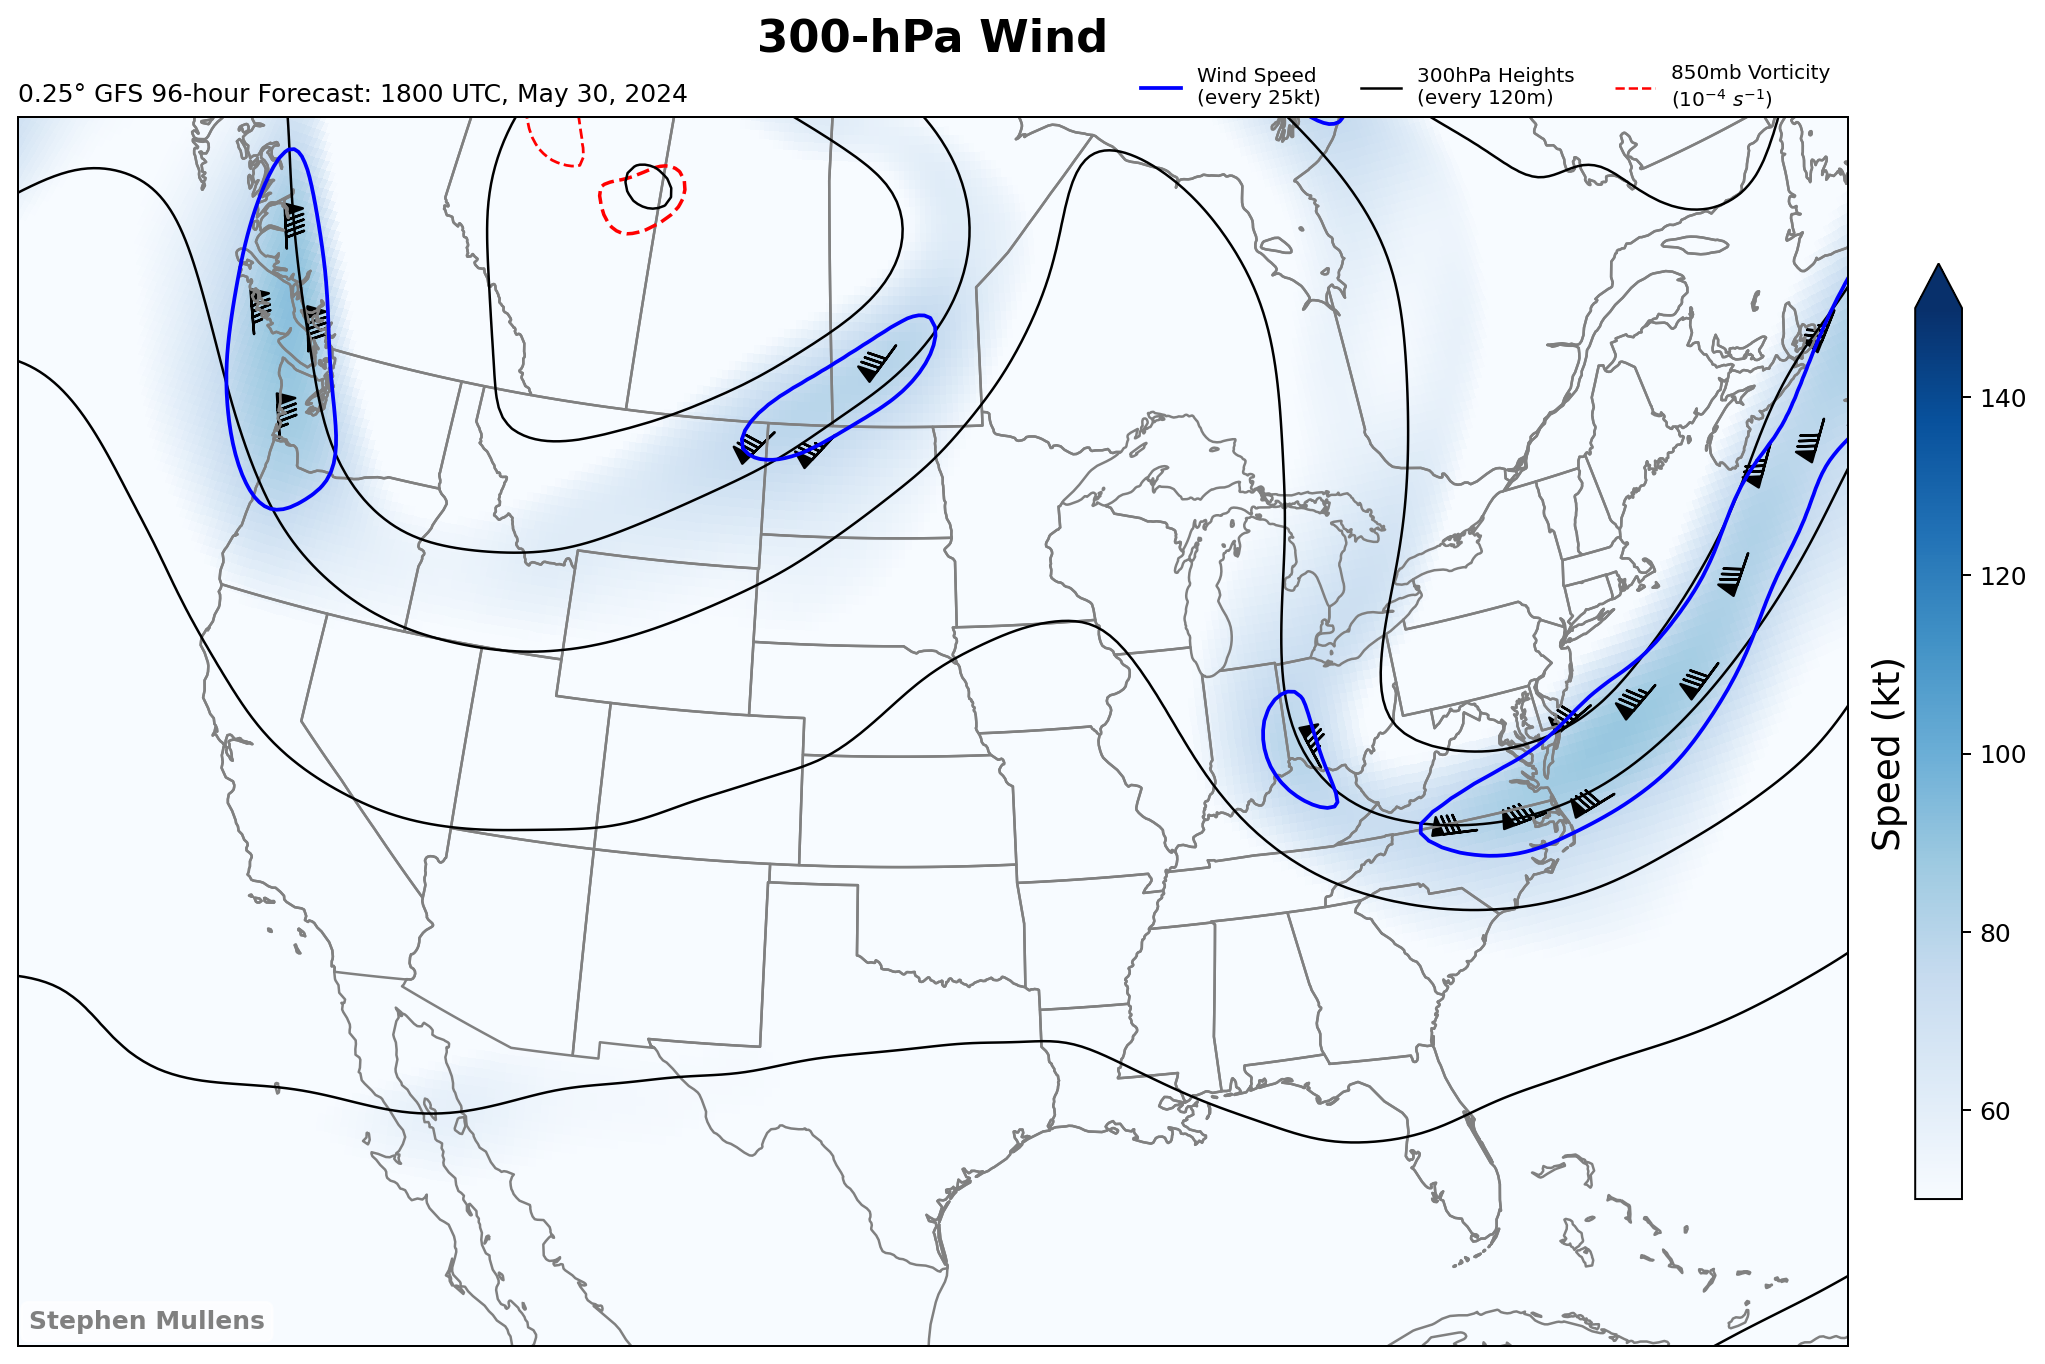 300-hPa Wind
0.25° GFS 96-hour Forecast: 1800 UTC, May 30, 2024
Wind Speed
(every 25kt)
300hPa Heights
(every 120m)
850mb Vorticity
(10⁻⁴ s⁻¹)
140
120
100
80
60
Speed (kt)
Stephen Mullens